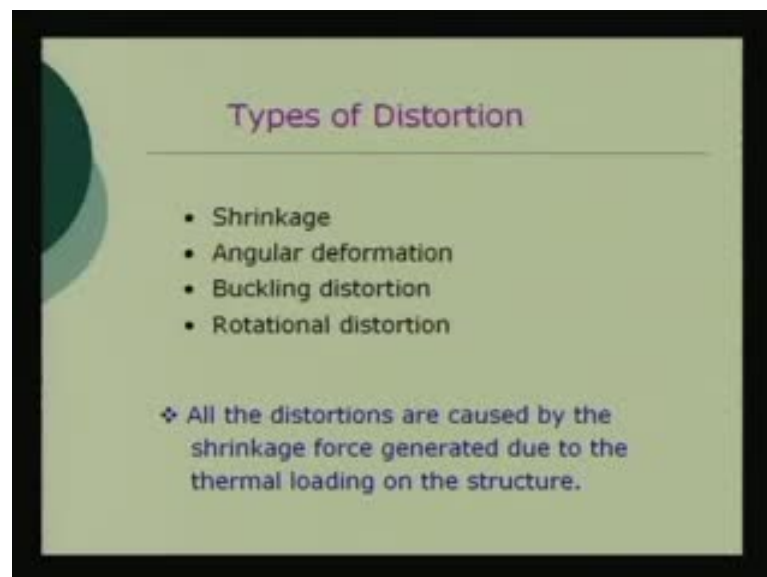 Types of Distortion
• Shrinkage
• Angular deformation
• Buckling distortion
• Rotational distortion
❖ All the distortions are caused by the
shrinkage force generated due to the
thermal loading on the structure.